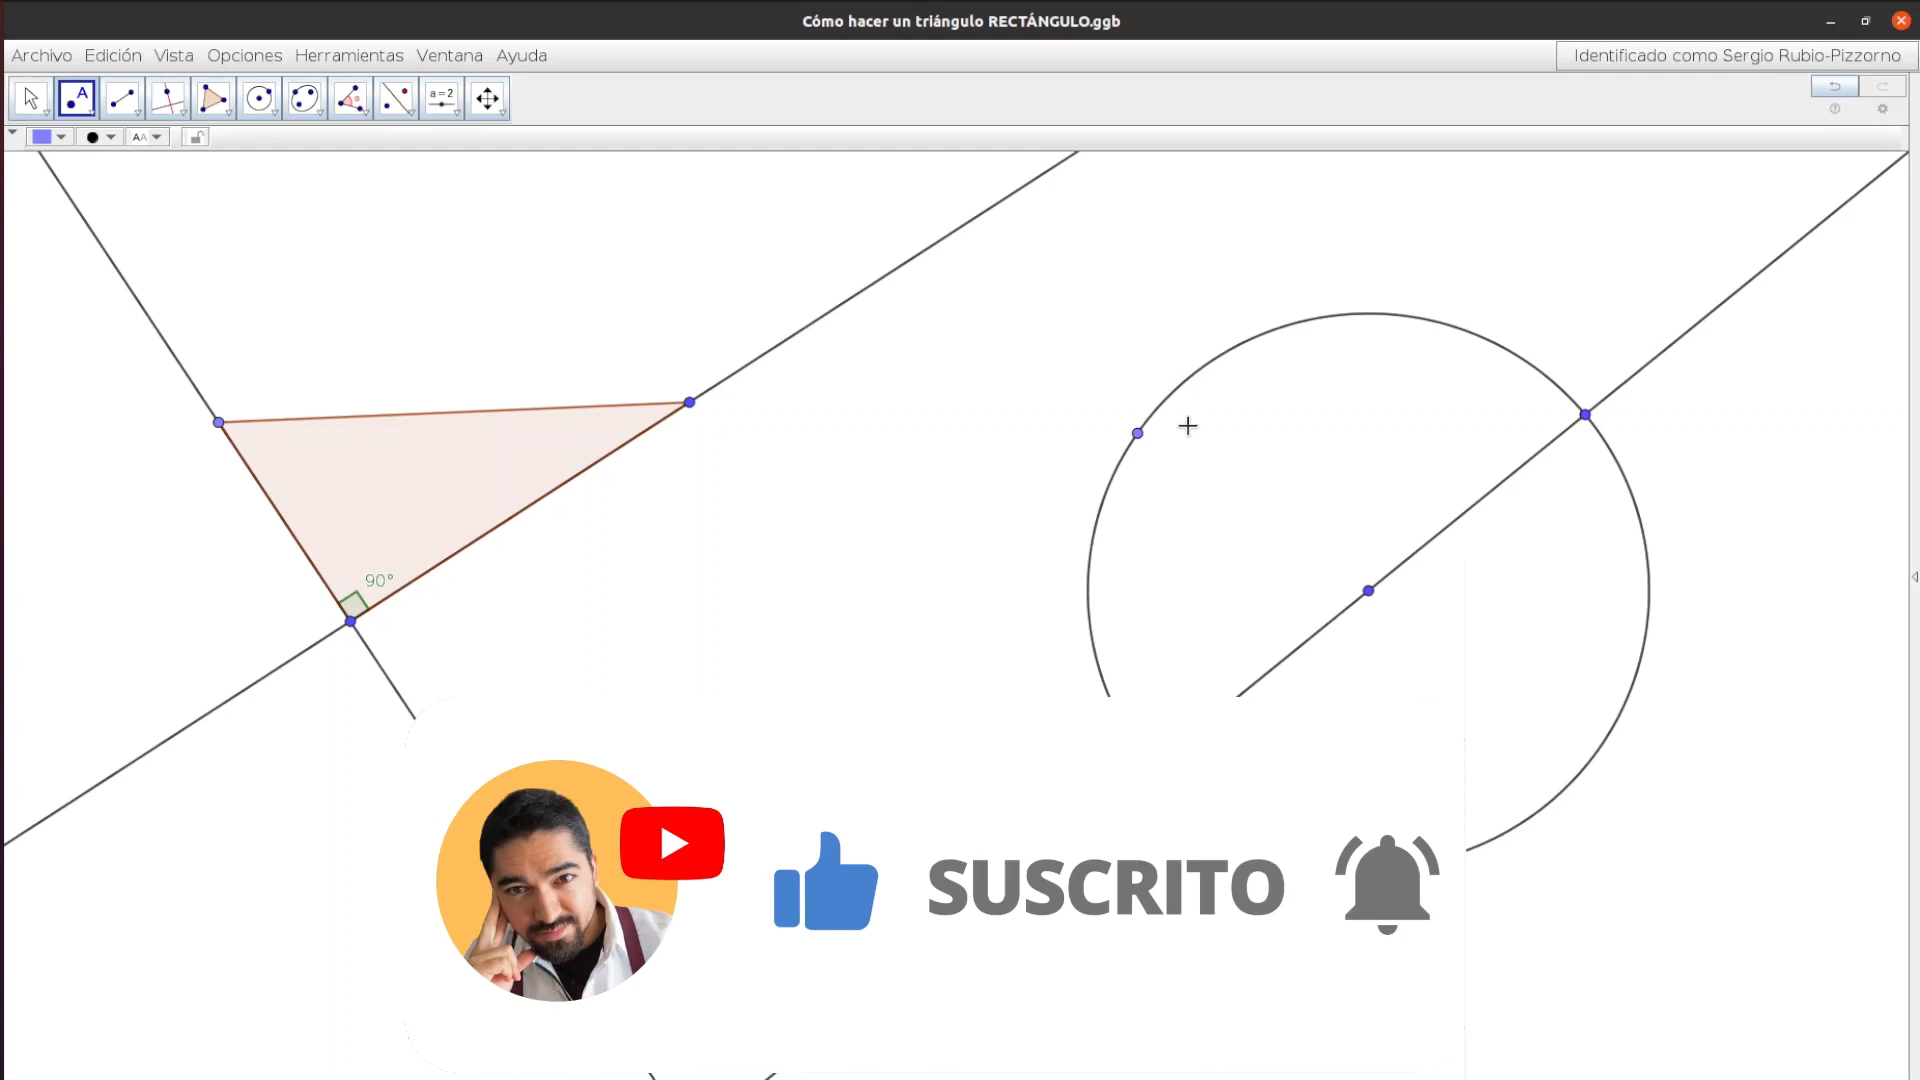 Cómo hacer un triángulo RECTÁNGULO.ggb
Archivo Edición Vista Opciones Herramientas Ventana Ayuda
Identificado como Sergio Rubio-Pizzorno
A
α
a=2
AA
90°
SUSCRITO